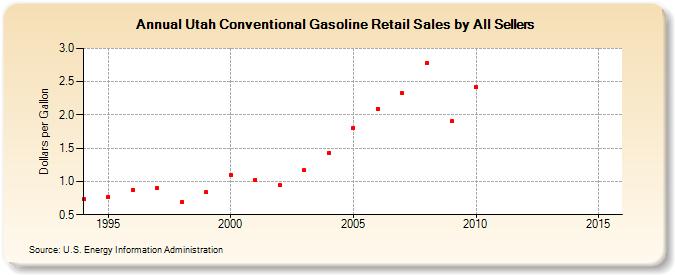 Annual Utah Conventional Gasoline Retail Sales by All Sellers
Dollars per Gallon
3.0
2.5
2.0
1.5
1.0
0.5
1995 2000 2005 2010 2015
Source: U.S. Energy Information Administration